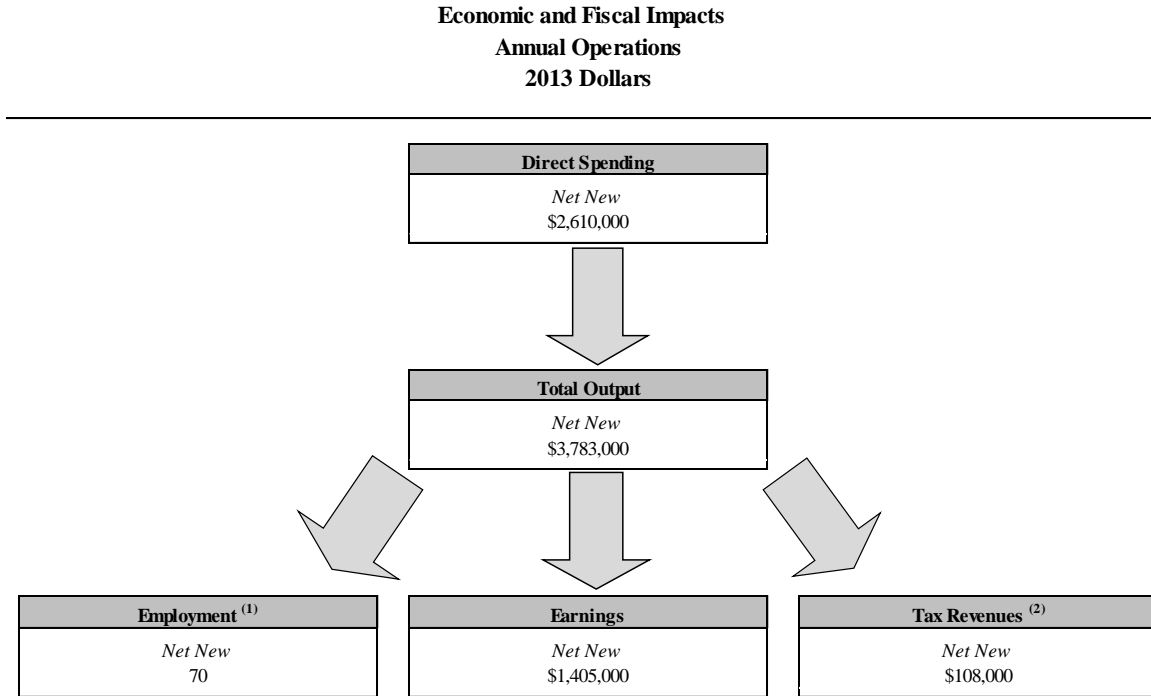 Economic and Fiscal Impacts
Annual Operations
2013 Dollars
Direct Spending
Net New
$2,610,000
Total Output
Net New
$3,783,000
Employment (1)
Net New
70
Earnings
Net New
$1,405,000
Tax Revenues (2)
Net New
$108,000